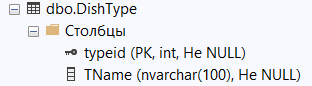 dbo.DishType
Столбцы
typeid (PK, int, Не NULL)
TName (nvarchar(100), Не NULL)